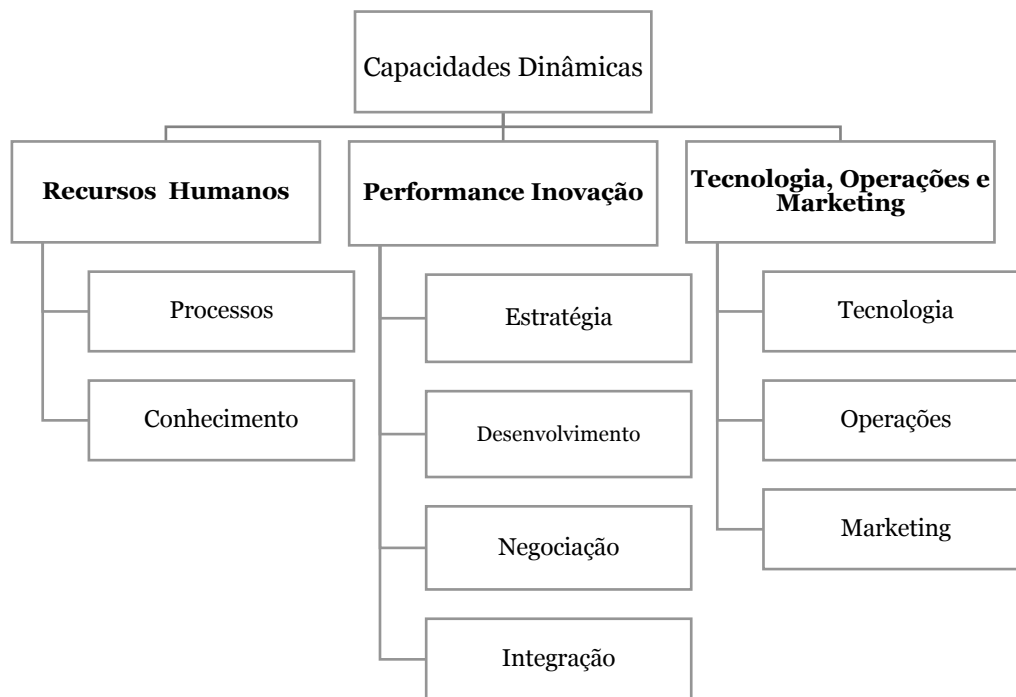 Capacidades Dinâmicas
Recursos Humanos
Processos
Conhecimento
Performance Inovação
Estratégia
Desenvolvimento
Negociação
Integração
Tecnologia, Operações e
Marketing
Tecnologia
Operações
Marketing